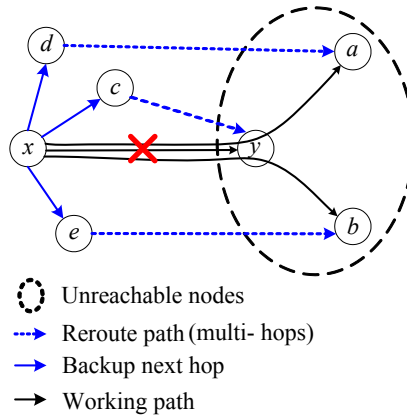 d
a
c
x
y
e
b
Unreachable nodes
Reroute path (multi- hops)
Backup next hop
Working path